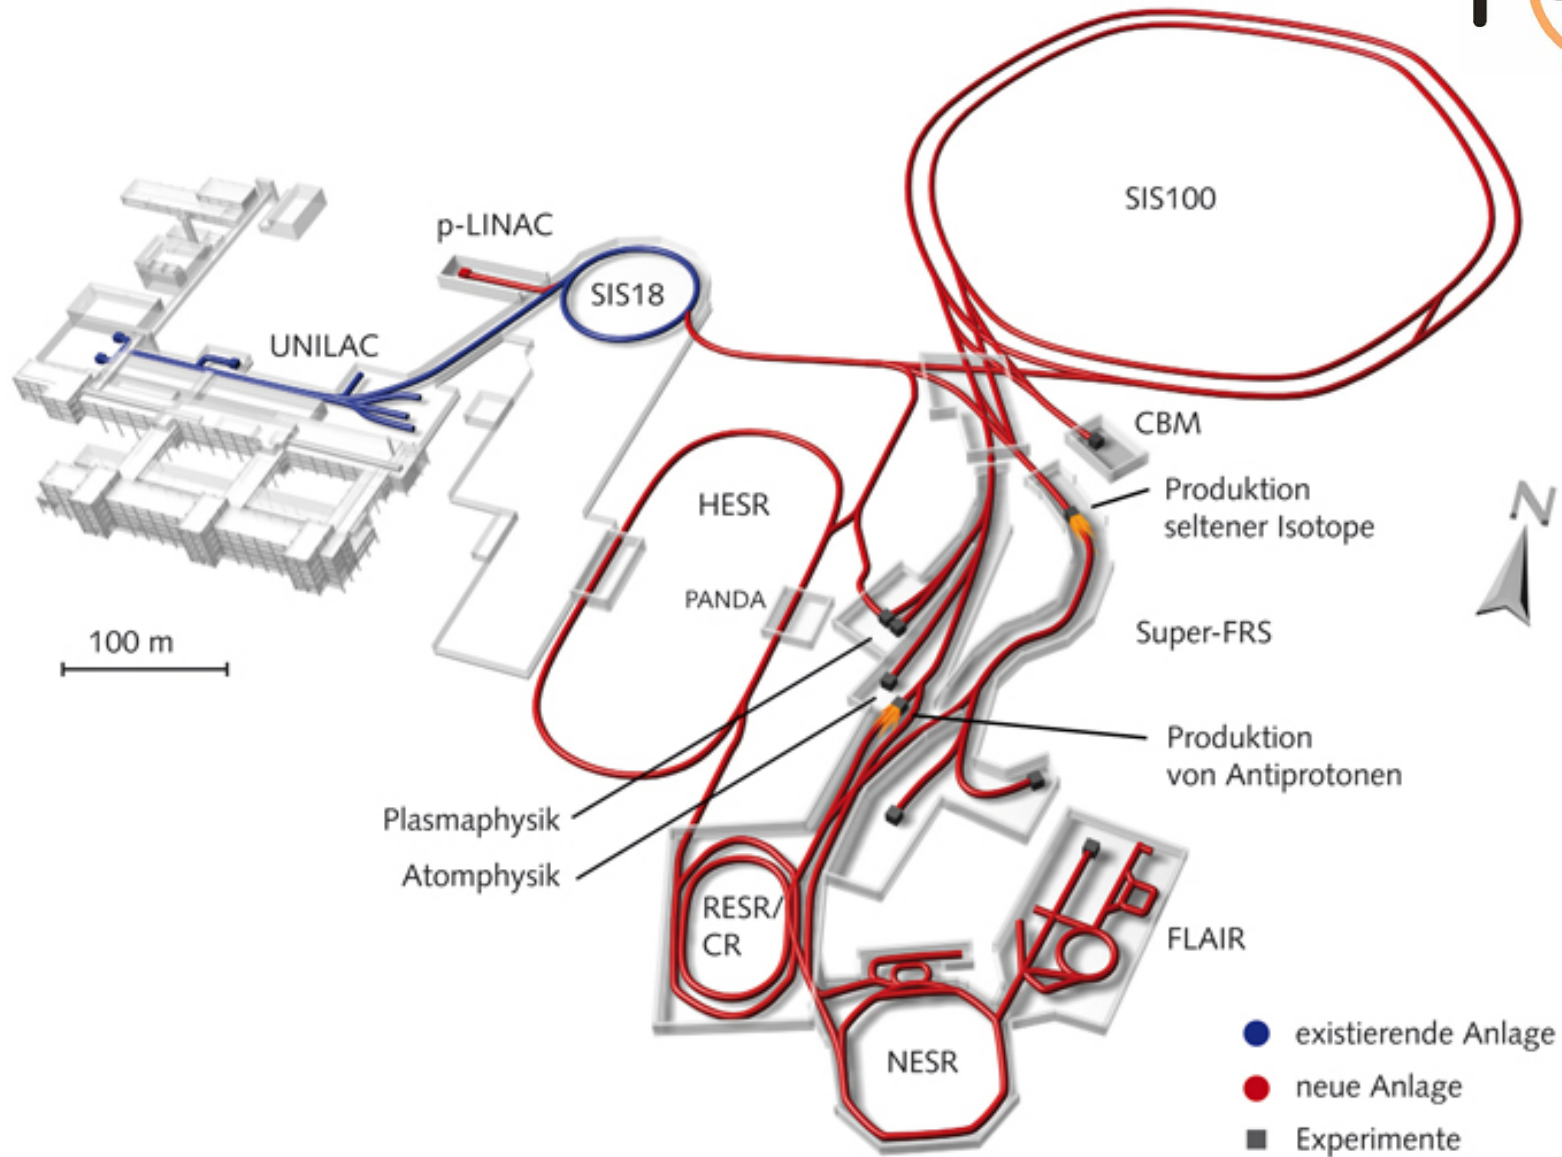 SIS100
p-LINAC
SIS18
UNILAC
CBM
Produktion
seltener Isotope
HESR
N
PANDA
100 m
Super-FRS
Produktion
von Antiprotonen
Plasmaphysik
Atomphysik
RESR/
CR
FLAIR
NESR
existierende Anlage
neue Anlage
Experimente